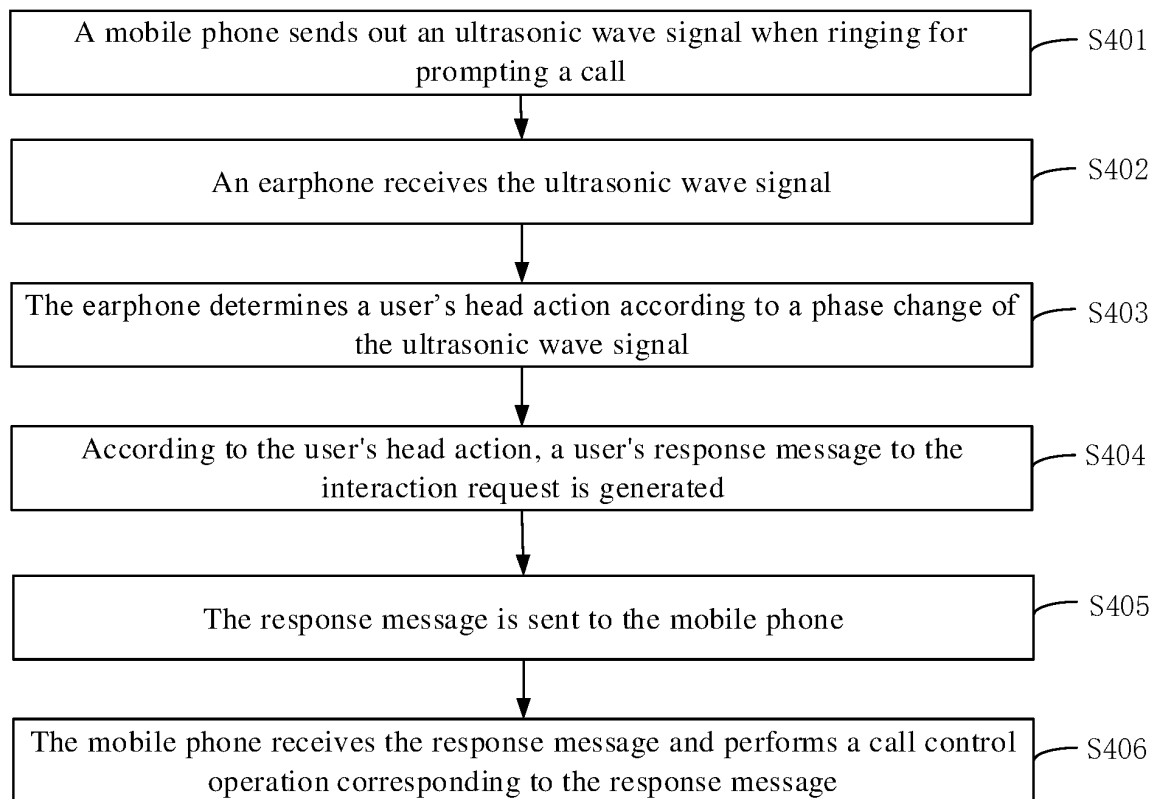 A mobile phone sends out an ultrasonic wave signal when ringing for
prompting a call
S401
An earphone receives the ultrasonic wave signal
S402
The earphone determines a user’s head action according to a phase change of
the ultrasonic wave signal
S403
According to the user's head action, a user's response message to the
interaction request is generated
S404
The response message is sent to the mobile phone
S405
The mobile phone receives the response message and performs a call control
operation corresponding to the response message
S406